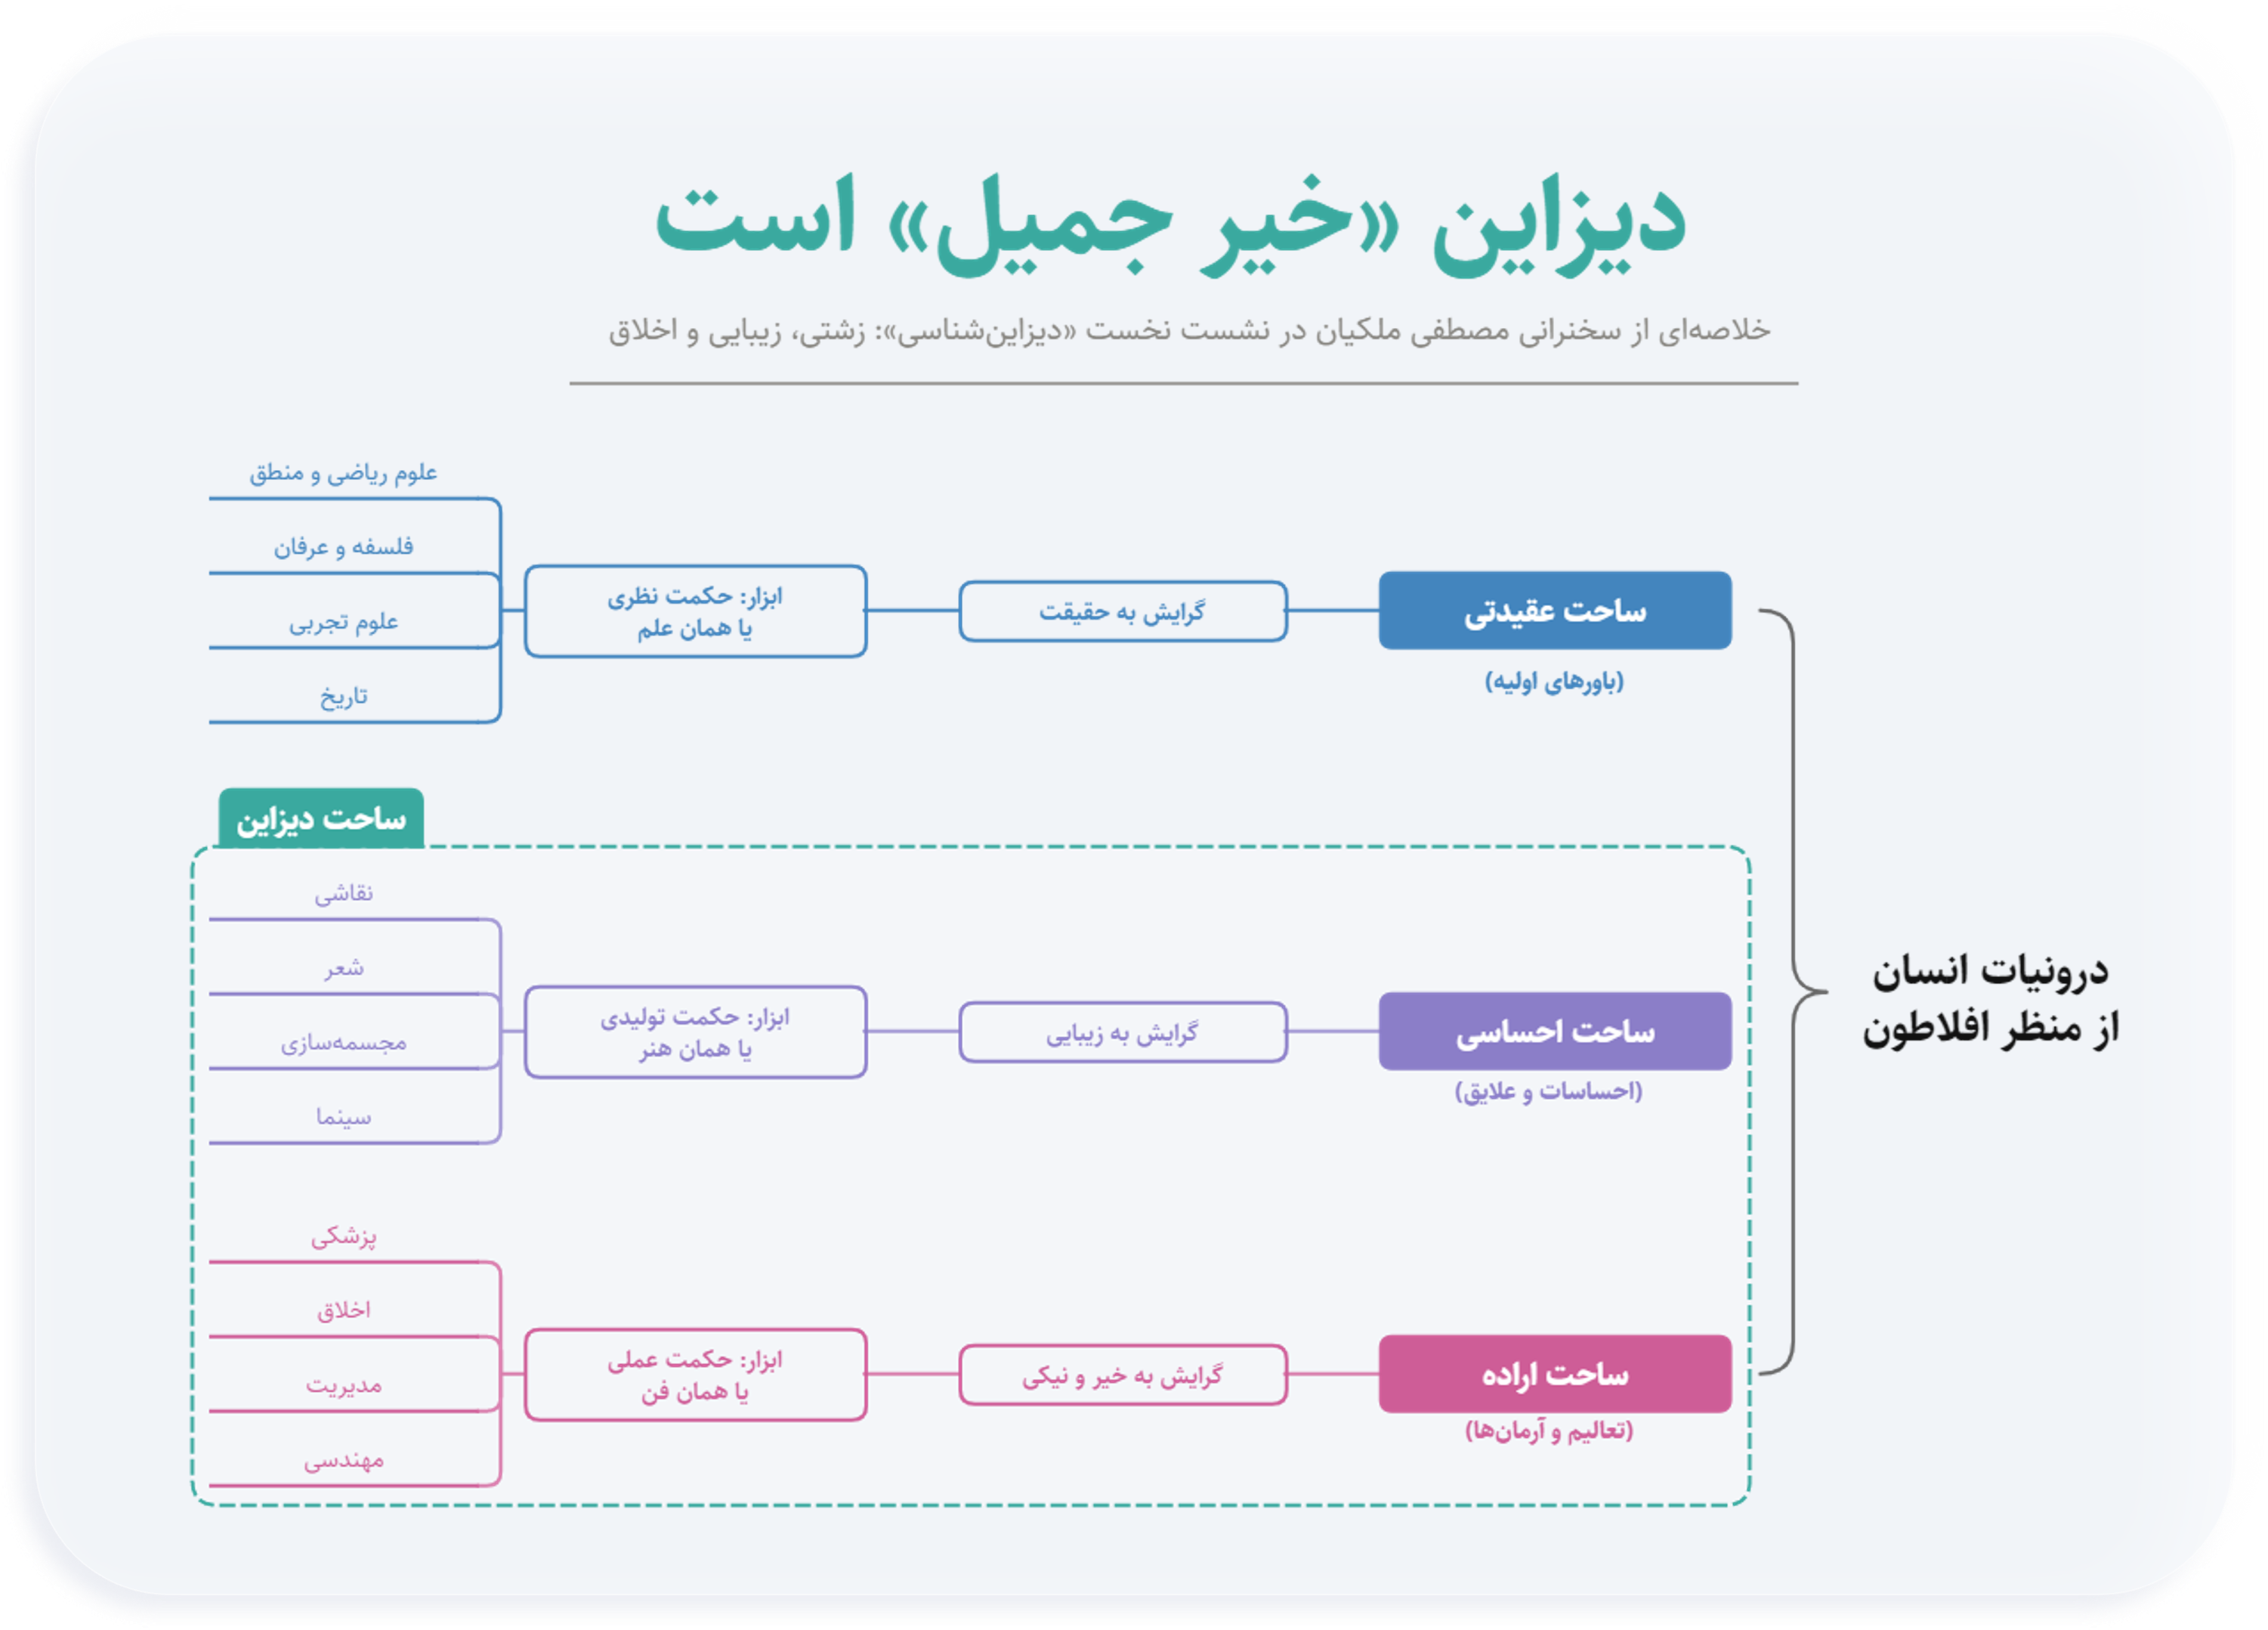 دیزاین «خیر جمیل» است
خلاصه‌ای از سخنرانی مصطفی ملکیان در نشست نخست «دیزاین‌شناسی»: زشتی، زیبایی و اخلاق
درونیات انسان
از منظر افلاطون
ساحت عقیدتی
(باورهای اولیه)
گرایش به حقیقت
ابزار: حکمت نظری
یا همان علم
علوم ریاضی و منطق
فلسفه و عرفان
علوم تجربی
تاریخ
ساحت دیزاین
ساحت احساسی
(احساسات و علایق)
گرایش به زیبایی
ابزار: حکمت تولیدی
یا همان هنر
نقاشی
شعر
مجسمه‌سازی
سینما
ساحت اراده
(تعالیم و آرمان‌ها)
گرایش به خیر و نیکی
ابزار: حکمت عملی
یا همان فن
پزشکی
اخلاق
مدیریت
مهندسی